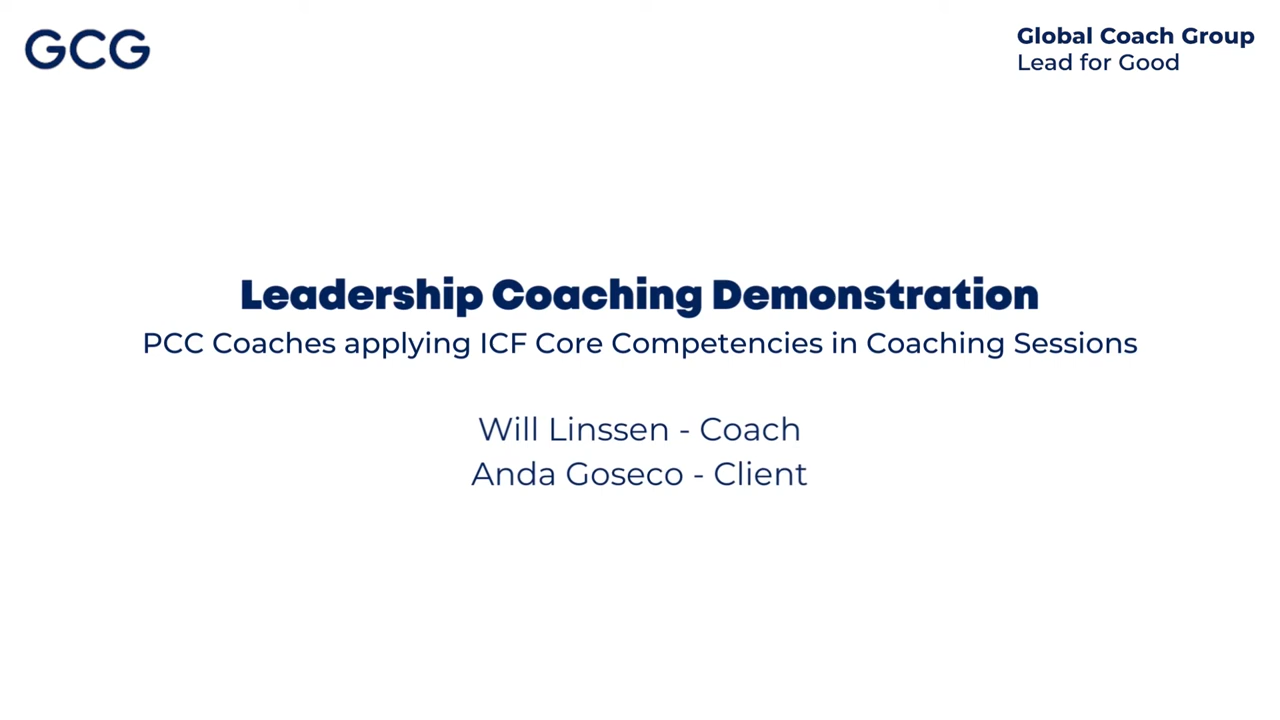 GCG
Global Coach Group
Lead for Good
Leadership Coaching Demonstration
PCC Coaches applying ICF Core Competencies in Coaching Sessions
Will Linssen - Coach
Anda Goseco - Client